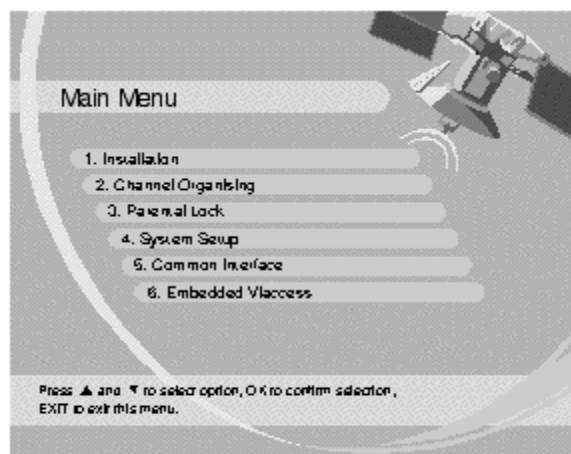 Main Menu
1. Installation
2. Channel Organising
3. Parental Lock
4. System Setup
5. Common Interface
6. Embedded Viaccess
Press ▲ and ▼ to select option, OK to confirm selection,
EXIT to exit this menu.